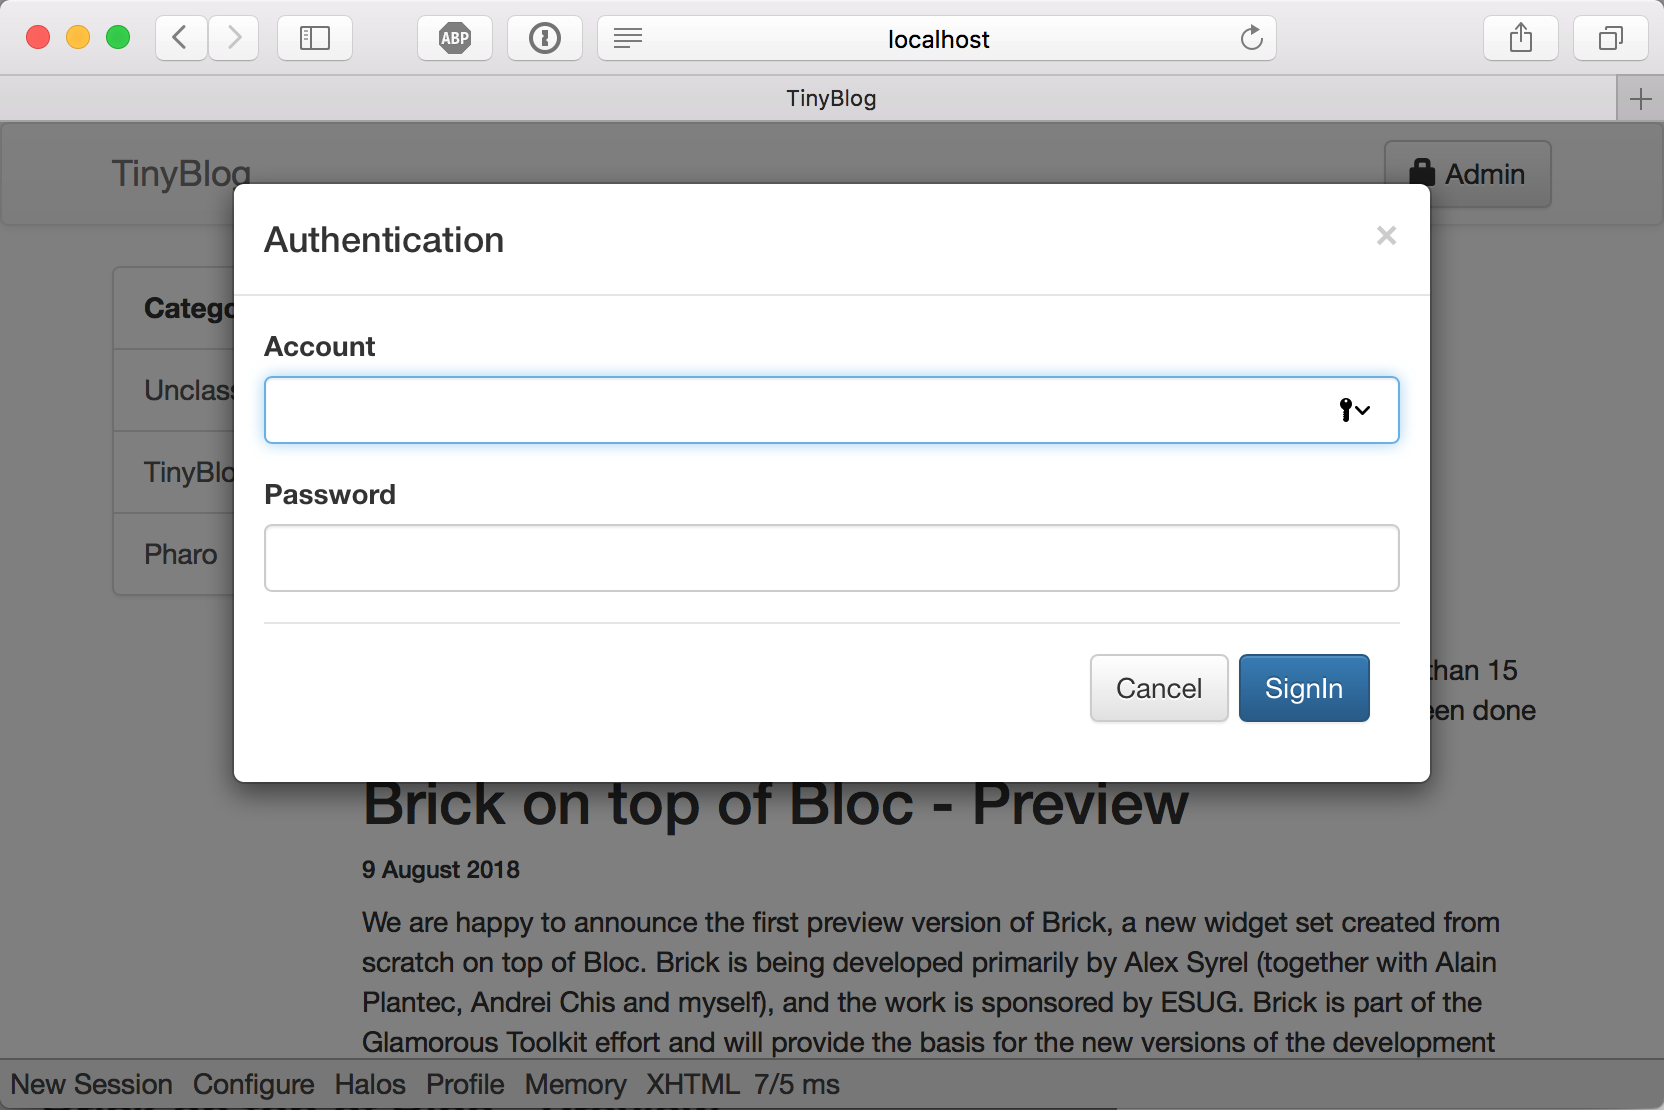 ABP
localhost
TinyBlog
TinyBlog
Admin
Authentication
×
Account
Password
Cancel
SignIn
Pharo
than 15
done
Brick on top of Bloc - Preview
9 August 2018
We are happy to announce the first preview version of Brick, a new widget set created from
scratch on top of Bloc. Brick is being developed primarily by Alex Syrel (together with Alain
Plantec, Andrei Chis and myself), and the work is sponsored by ESUG. Brick is part of the
Glamorous Toolkit effort and will provide the basis for the new versions of the development
New Session Configure Halos Profile Memory XHTML 7/5 ms